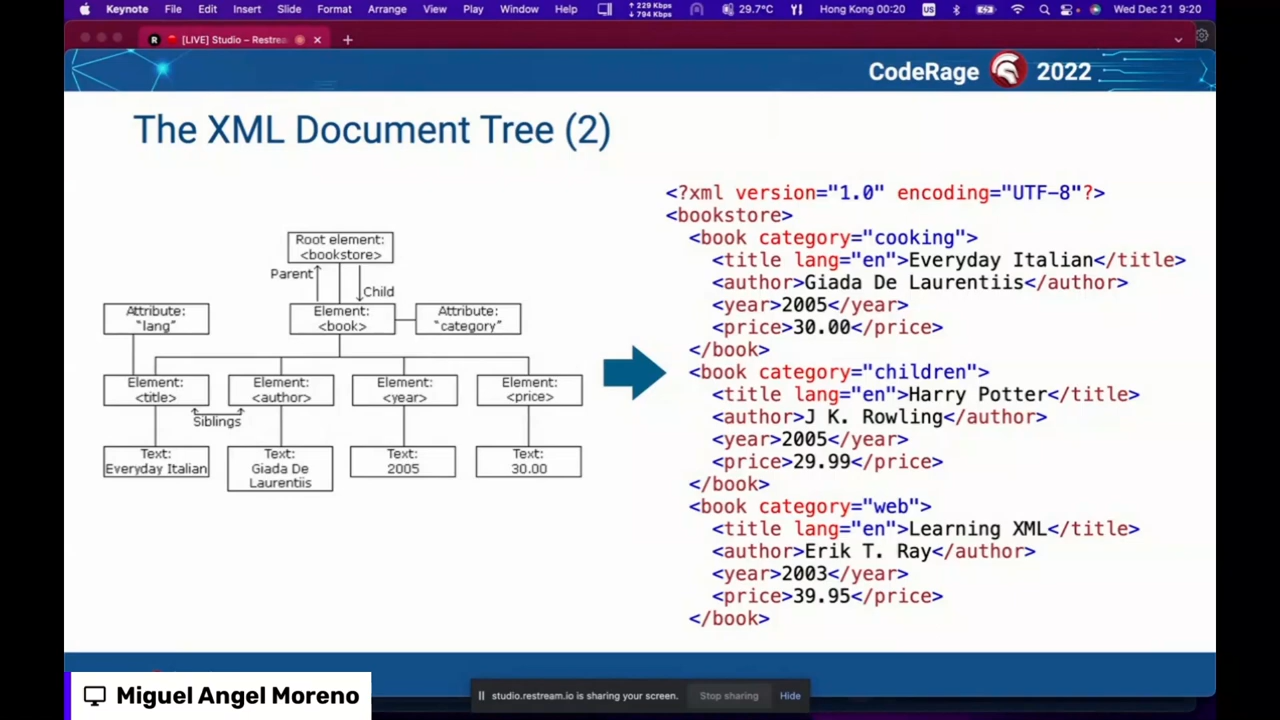 Keynote File Edit Insert Slide Format Arrange View Play Window Help 229 Kbps 794 Kbps 29.7°C Hong Kong 00:20 US Wed Dec 21 9:20
R [LIVE] Studio – Restrea
CodeRage 2022
The XML Document Tree (2)
Root element:
<bookstore>
Parent
Child
Attribute:
"lang"
Element:
<book>
Attribute:
"category"
Element:
<title>
Element:
<author>
Element:
<year>
Element:
<price>
Siblings
Text:
Everyday Italian
Text:
Giada De
Laurentiis
Text:
2005
Text:
30.00
<?xml version="1.0" encoding="UTF-8"?>
<bookstore>
<book category="cooking">
<title lang="en">Everyday Italian</title>
<author>Giada De Laurentiis</author>
<year>2005</year>
<price>30.00</price>
</book>
<book category="children">
<title lang="en">Harry Potter</title>
<author>J K. Rowling</author>
<year>2005</year>
<price>29.99</price>
</book>
<book category="web">
<title lang="en">Learning XML</title>
<author>Erik T. Ray</author>
<year>2003</year>
<price>39.95</price>
</book>
studio.restream.io is sharing your screen. Stop sharing Hide
Miguel Angel Moreno